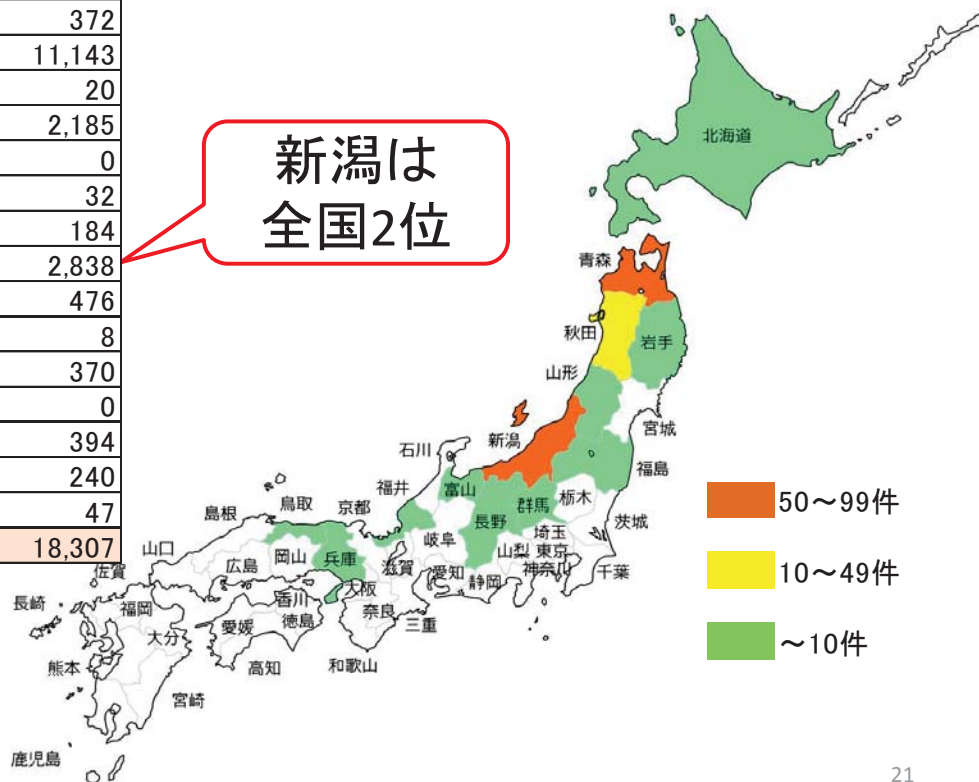 372
11,143
20
2,185
0
32
184
2,838
476
8
370
0
394
240
47
18,307
新潟は
全国2位
北海道
青森
秋田
岩手
山形
宮城
新潟
福島
石川
富山
群馬
栃木
福井
長野
茨城
鳥取
京都
島根
岐阜
埼玉
山梨
東京
山口
広島
岡山
兵庫
滋賀
愛知
静岡
神奈川
千葉
佐賀
大阪
香川
長崎
福岡
徳島
奈良
三重
大分
愛媛
熊本
高知
和歌山
宮崎
鹿児島
50～99件
10～49件
～10件
21